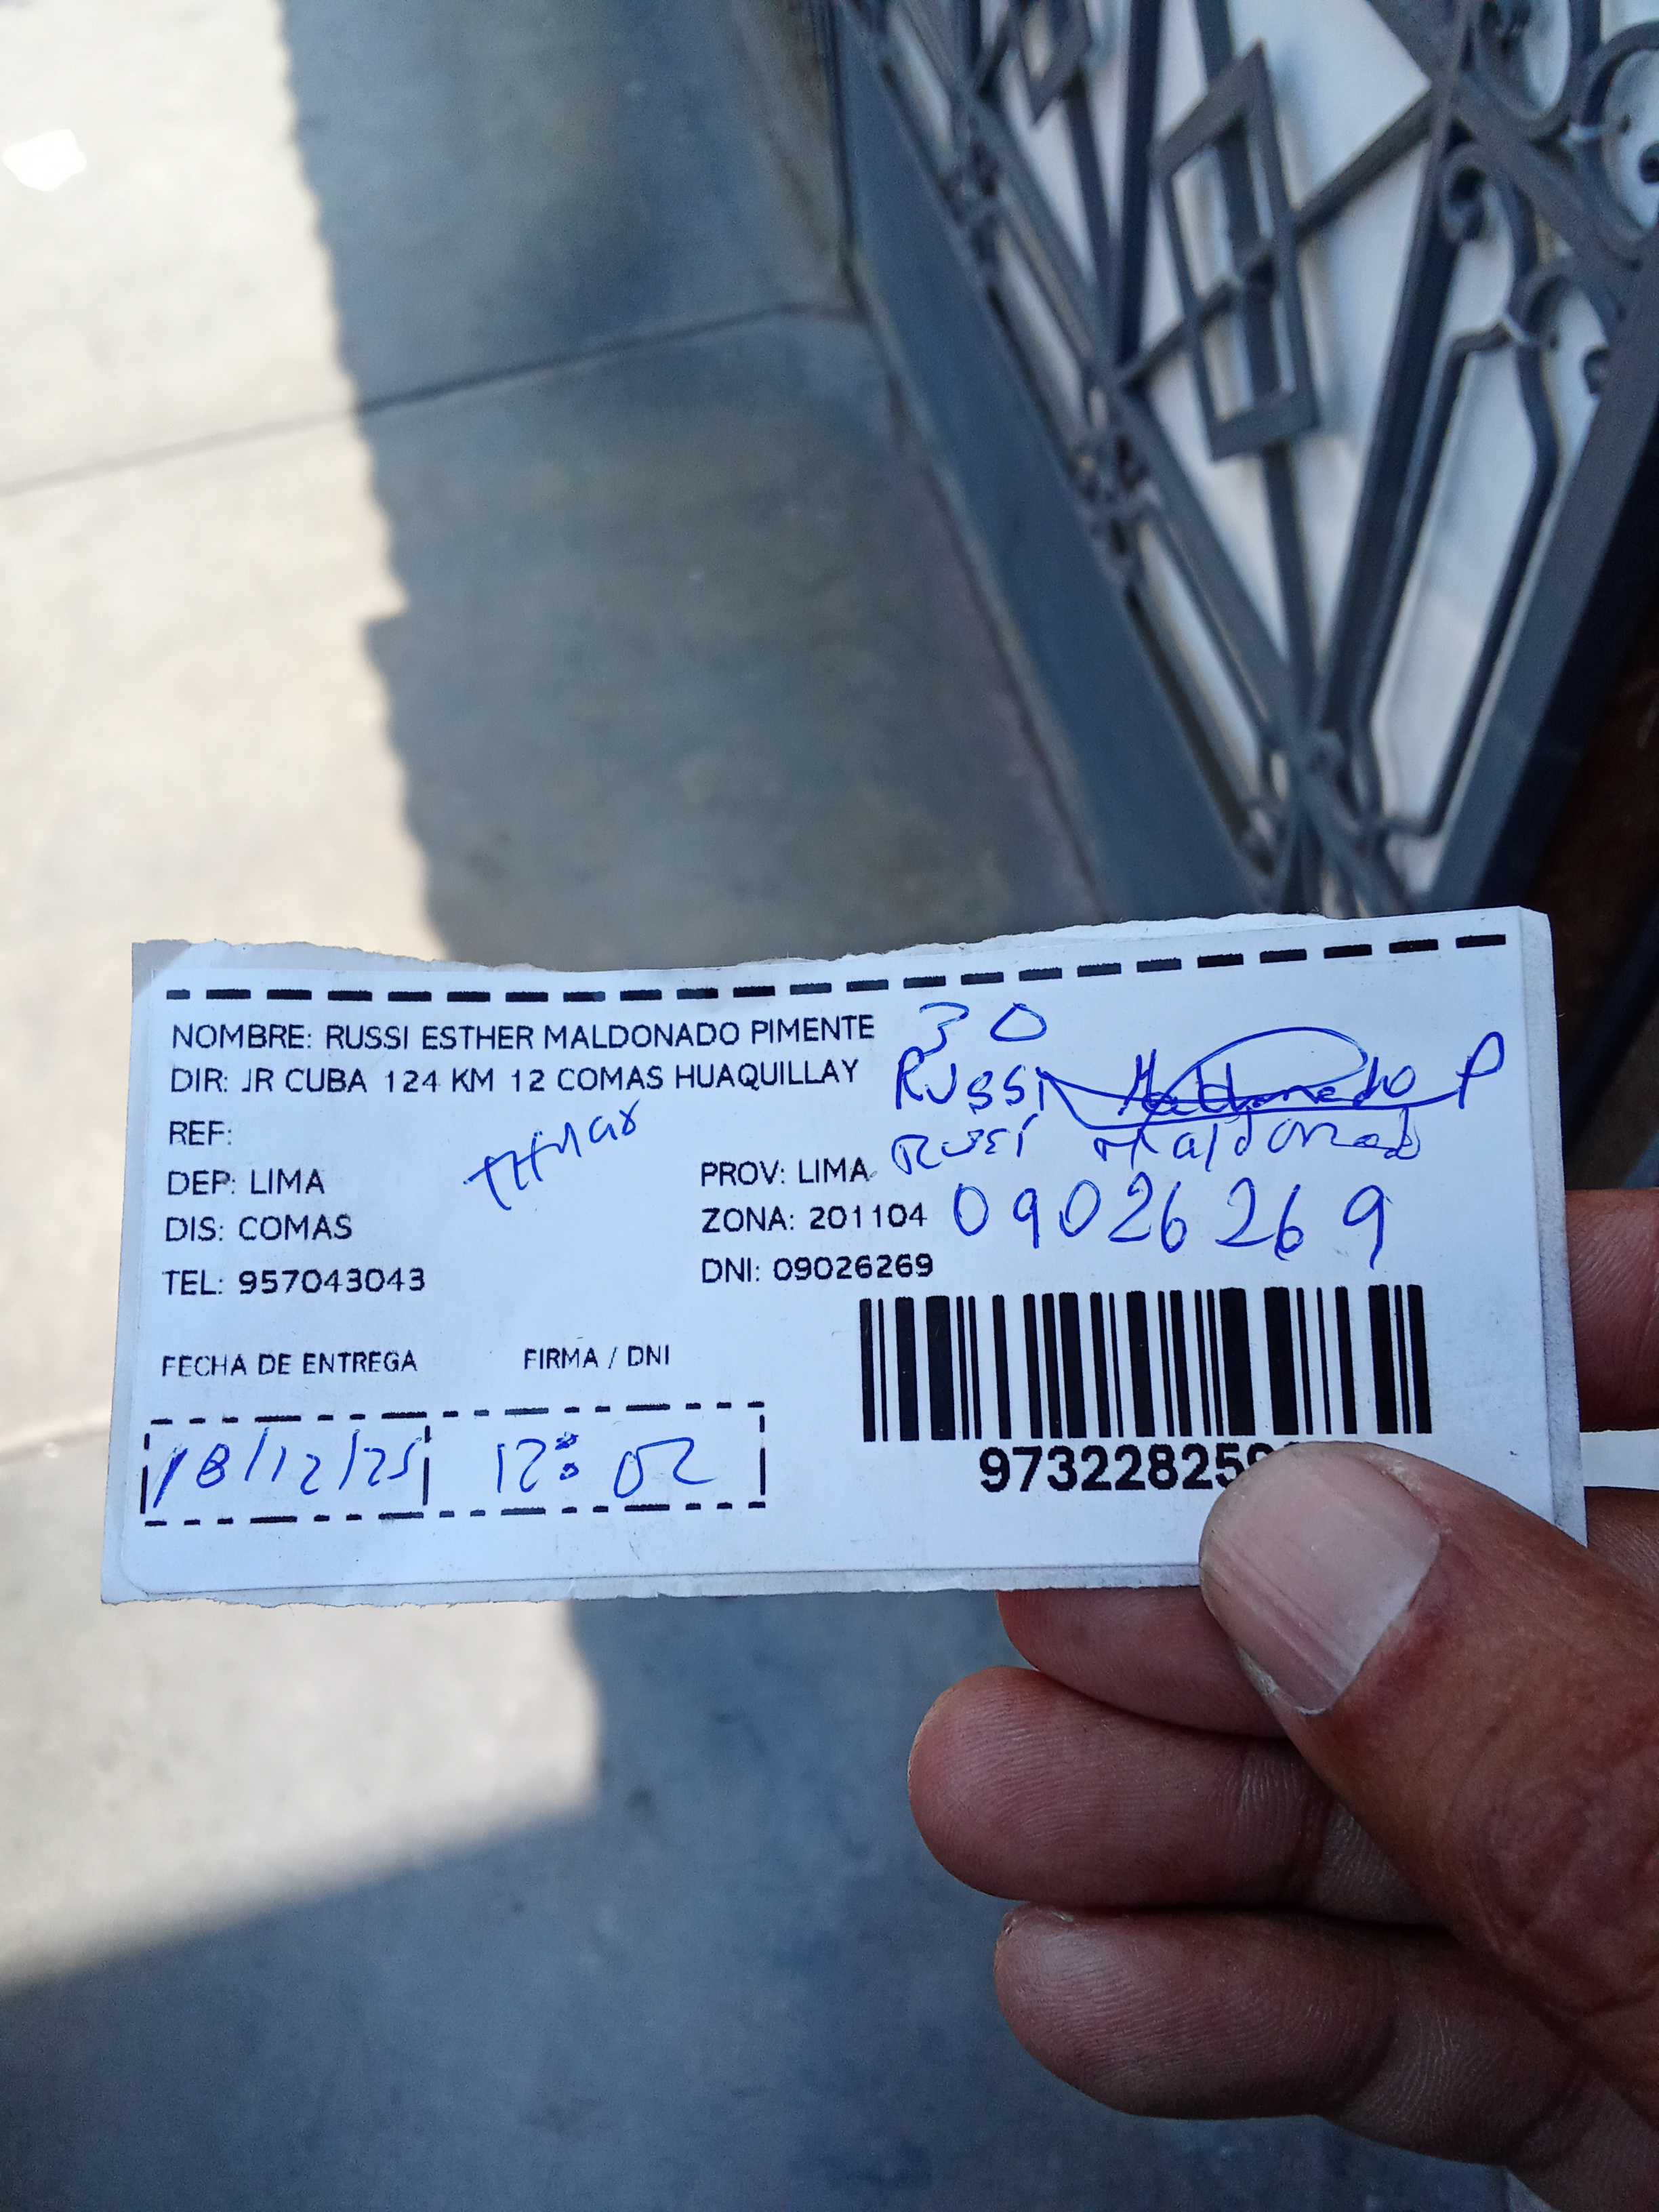 NOMBRE: RUSSI ESTHER MALDONADO PIMENTE
30
DIR: JR CUBA 124 KM 12 COMAS HUAQUILLAY
Russi Maldonado P
REF:
titular
Russi Maldonado
DEP: LIMA
PROV: LIMA
DIS: COMAS
ZONA: 201104
09026269
TEL: 957043043
DNI: 09026269
FECHA DE ENTREGA
FIRMA / DNI
18/12/25
12:02
973228259